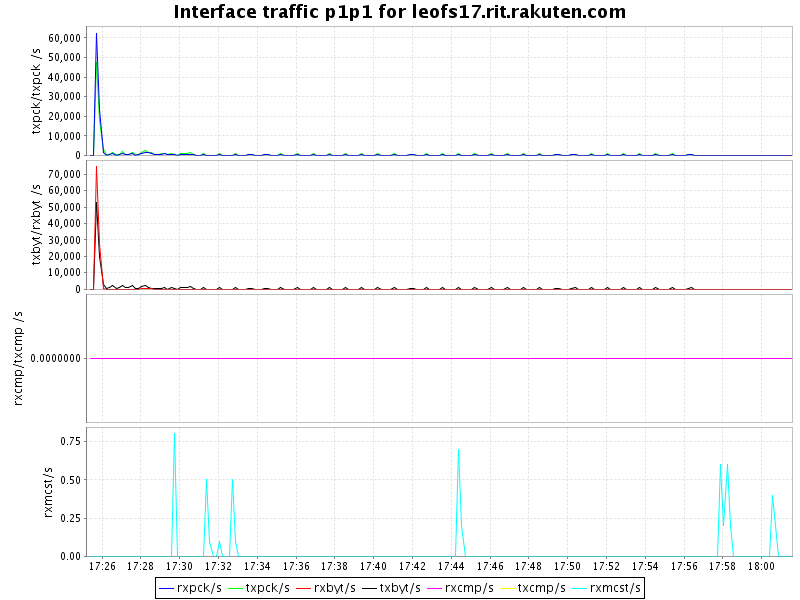 Interface traffic p1p1 for leofs17.rit.rakuten.com
txpck/txpck /s
60,000
50,000
40,000
30,000
20,000
10,000
0
txbyt/rxbyt /s
70,000
60,000
50,000
40,000
30,000
20,000
10,000
0
rxcmp/txcmp /s
0.0000000
rxmcst/s
0.75
0.50
0.25
0.00
17:26 17:28 17:30 17:32 17:34 17:36 17:38 17:40 17:42 17:44 17:46 17:48 17:50 17:52 17:54 17:56 17:58 18:00
rxpck/s txpck/s rxbyt/s txbyt/s rxcmp/s txcmp/s rxmcst/s